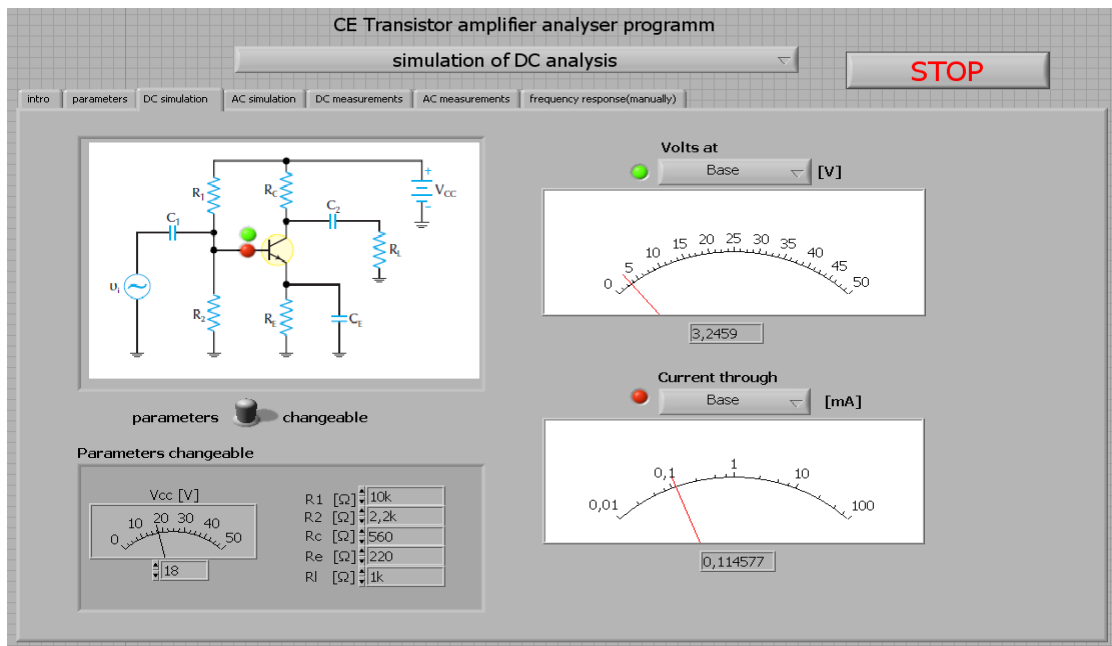 CE Transistor amplifier analyser programm
simulation of DC analysis
STOP
intro parameters DC simulation AC simulation DC measurements AC measurements frequency response(manually)
R1
RC
VCC
+
−
C1
C2
RL
υi
R2
RE
CE
parameters changeable
Parameters changeable
Vcc [V]
0 10 20 30 40 50
18
R1 [Ω] 10k
R2 [Ω] 2,2k
Rc [Ω] 560
Re [Ω] 220
Rl [Ω] 1k
Volts at
Base [V]
0 5 10 15 20 25 30 35 40 45 50
3,2459
Current through
Base [mA]
0,01 0,1 1 10 100
0,114577